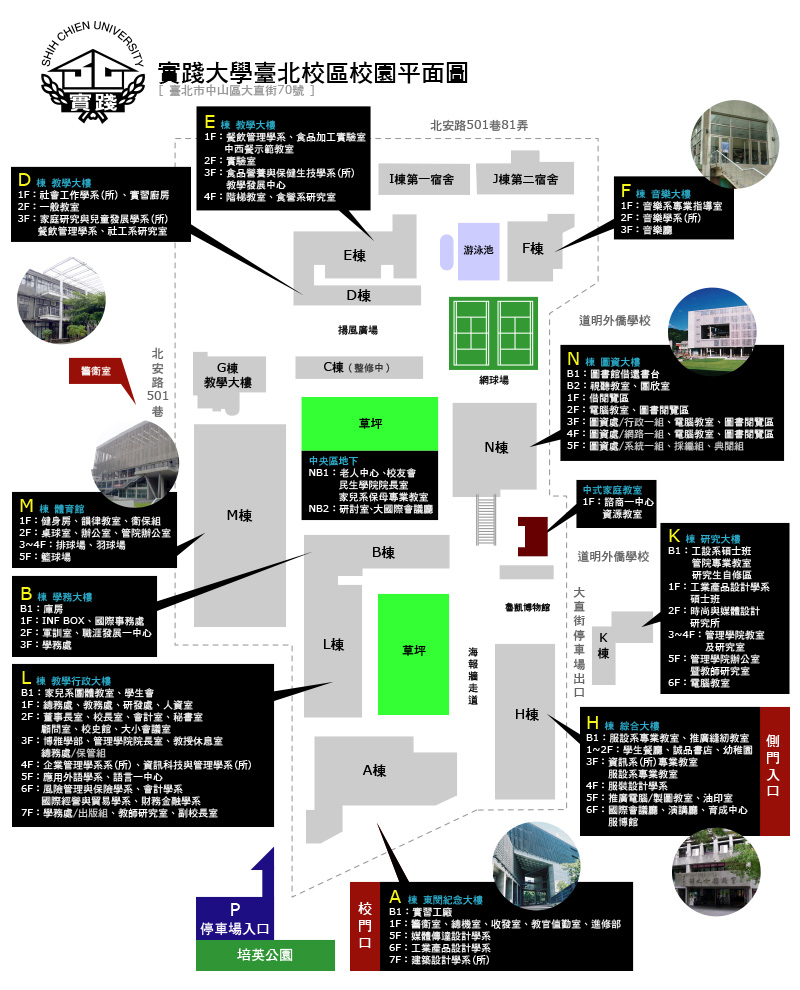 SHIH CHIEN UNIVERSITY
實踐
實踐大學臺北校區校園平面圖
[ 臺北市中山區大直街70號 ]
北安路501巷81弄
E 棟 教學大樓
1F：餐飲管理學系、食品加工實驗室
中西餐示範教室
2F：實驗室
3F：食品營養與保健生技學系(所)
教學發展中心
4F：階梯教室、食營系研究室
D 棟 教學大樓
1F：社會工作學系(所)、實習廚房
2F：一般教室
3F：家庭研究與兒童發展學系(所)
餐飲管理學系、社工系研究室
I棟第一宿舍
J棟第二宿舍
F 棟 音樂大樓
1F：音樂系專業指導室
2F：音樂學系(所)
3F：音樂廳
E棟
游泳池
F棟
D棟
揚風廣場
道明外僑學校
北安路501巷
警衛室
G棟
教學大樓
C棟（整修中）
網球場
N 棟 圖資大樓
B1：圖書館借還書台
B2：視聽教室、圖欣室
1F：借閱覽區
2F：電腦教室、圖書閱覽區
3F：圖資處/行政一組、電腦教室、圖書閱覽區
4F：圖資處/網路一組、電腦教室、圖書閱覽區
5F：圖資處/系統一組、採編組、典閱組
草坪
中央區地下
NB1：老人中心、校友會
民生學院院長室
家兒系保母專業教室
NB2：研討室、大國際會議廳
N棟
中式家庭教室
1F：諮商一中心
資源教室
M 棟 體育館
1F：健身房、韻律教室、衛保組
2F：桌球室、辦公室、管院辦公室
3~4F：排球場、羽球場
5F：籃球場
M棟
B棟
道明外僑學校
K 棟 研究大樓
B1：工設系碩士班
管院專業教室
研究生自修區
1F：工業產品設計學系
碩士班
2F：時尚與媒體設計
研究所
3~4F：管理學院教室
及研究室
5F：管理學院辦公室
暨教師研究室
6F：電腦教室
B 棟 學務大樓
B1：庫房
1F：INF BOX、國際事務處
2F：軍訓室、職涯發展一中心
3F：學務處
魯凱博物館
大直街停車場出口
K棟
L棟
草坪
海報牆走道
L 棟 教學行政大樓
B1：家兒系團體教室、學生會
1F：總務處、教務處、研發處、人資室
2F：董事長室、校長室、會計室、秘書室
顧問室、校史館、大小會議室
3F：博雅學部、管理學院院長室、教授休息室
總務處/保管組
4F：企業管理學系系(所)、資訊科技與管理學系(所)
5F：應用外語學系、語言一中心
6F：風險管理與保險學系、會計學系
國際經營與貿易學系、財務金融學系
7F：學務處/出版組、教師研究室、副校長室
H棟
H 棟 綜合大樓
B1：服設系專業教室、推廣縫紉教室
1~2F：學生餐廳、誠品書店、幼稚園
3F：資訊系(所)專業教室
服設系專業教室
4F：服裝設計學系
5F：推廣電腦/製圖教室、油印室
6F：國際會議廳、演講廳、育成中心
服博館
側門入口
A棟
P
停車場入口
培英公園
校門口
A 棟 東閔紀念大樓
B1：實習工廠
1F：警衛室、總機室、收發室、教官值勤室、進修部
5F：媒體傳達設計學系
6F：工業產品設計學系
7F：建築設計學系(所)